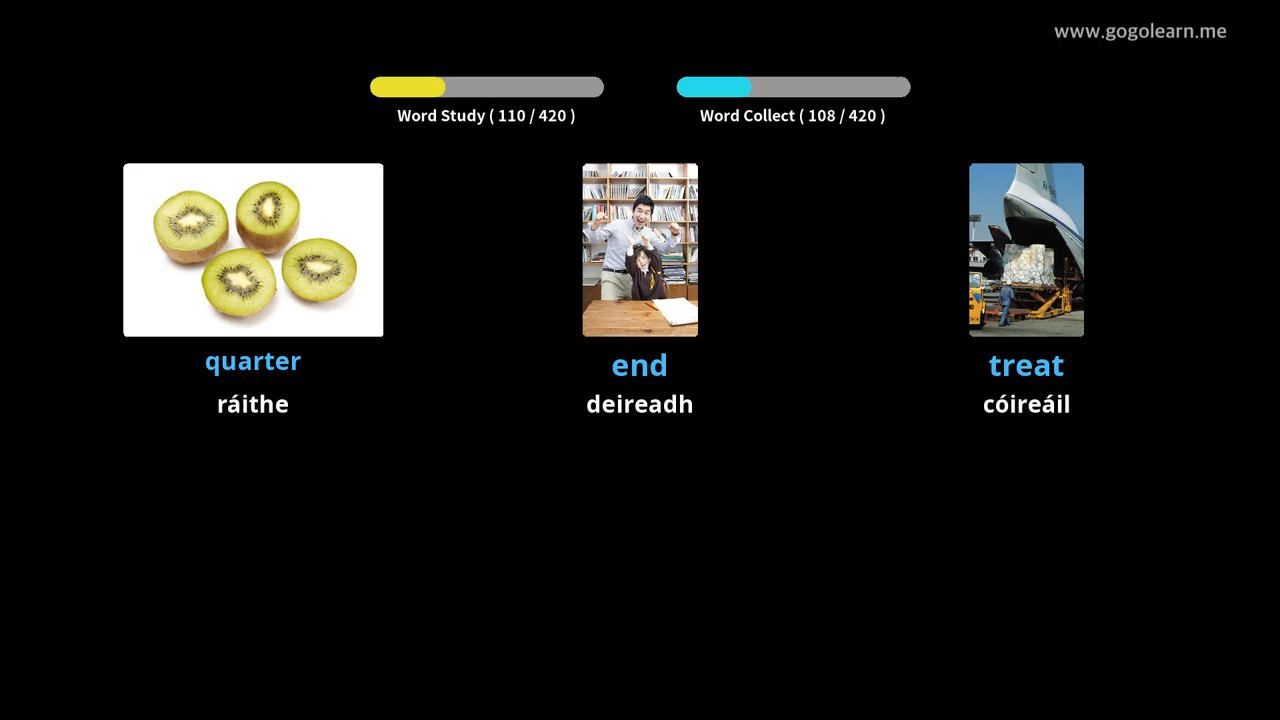 www.gogolearn.me
Word Study ( 110 / 420 )
Word Collect ( 108 / 420 )
quarter
ráithe
end
deireadh
treat
cóireáil